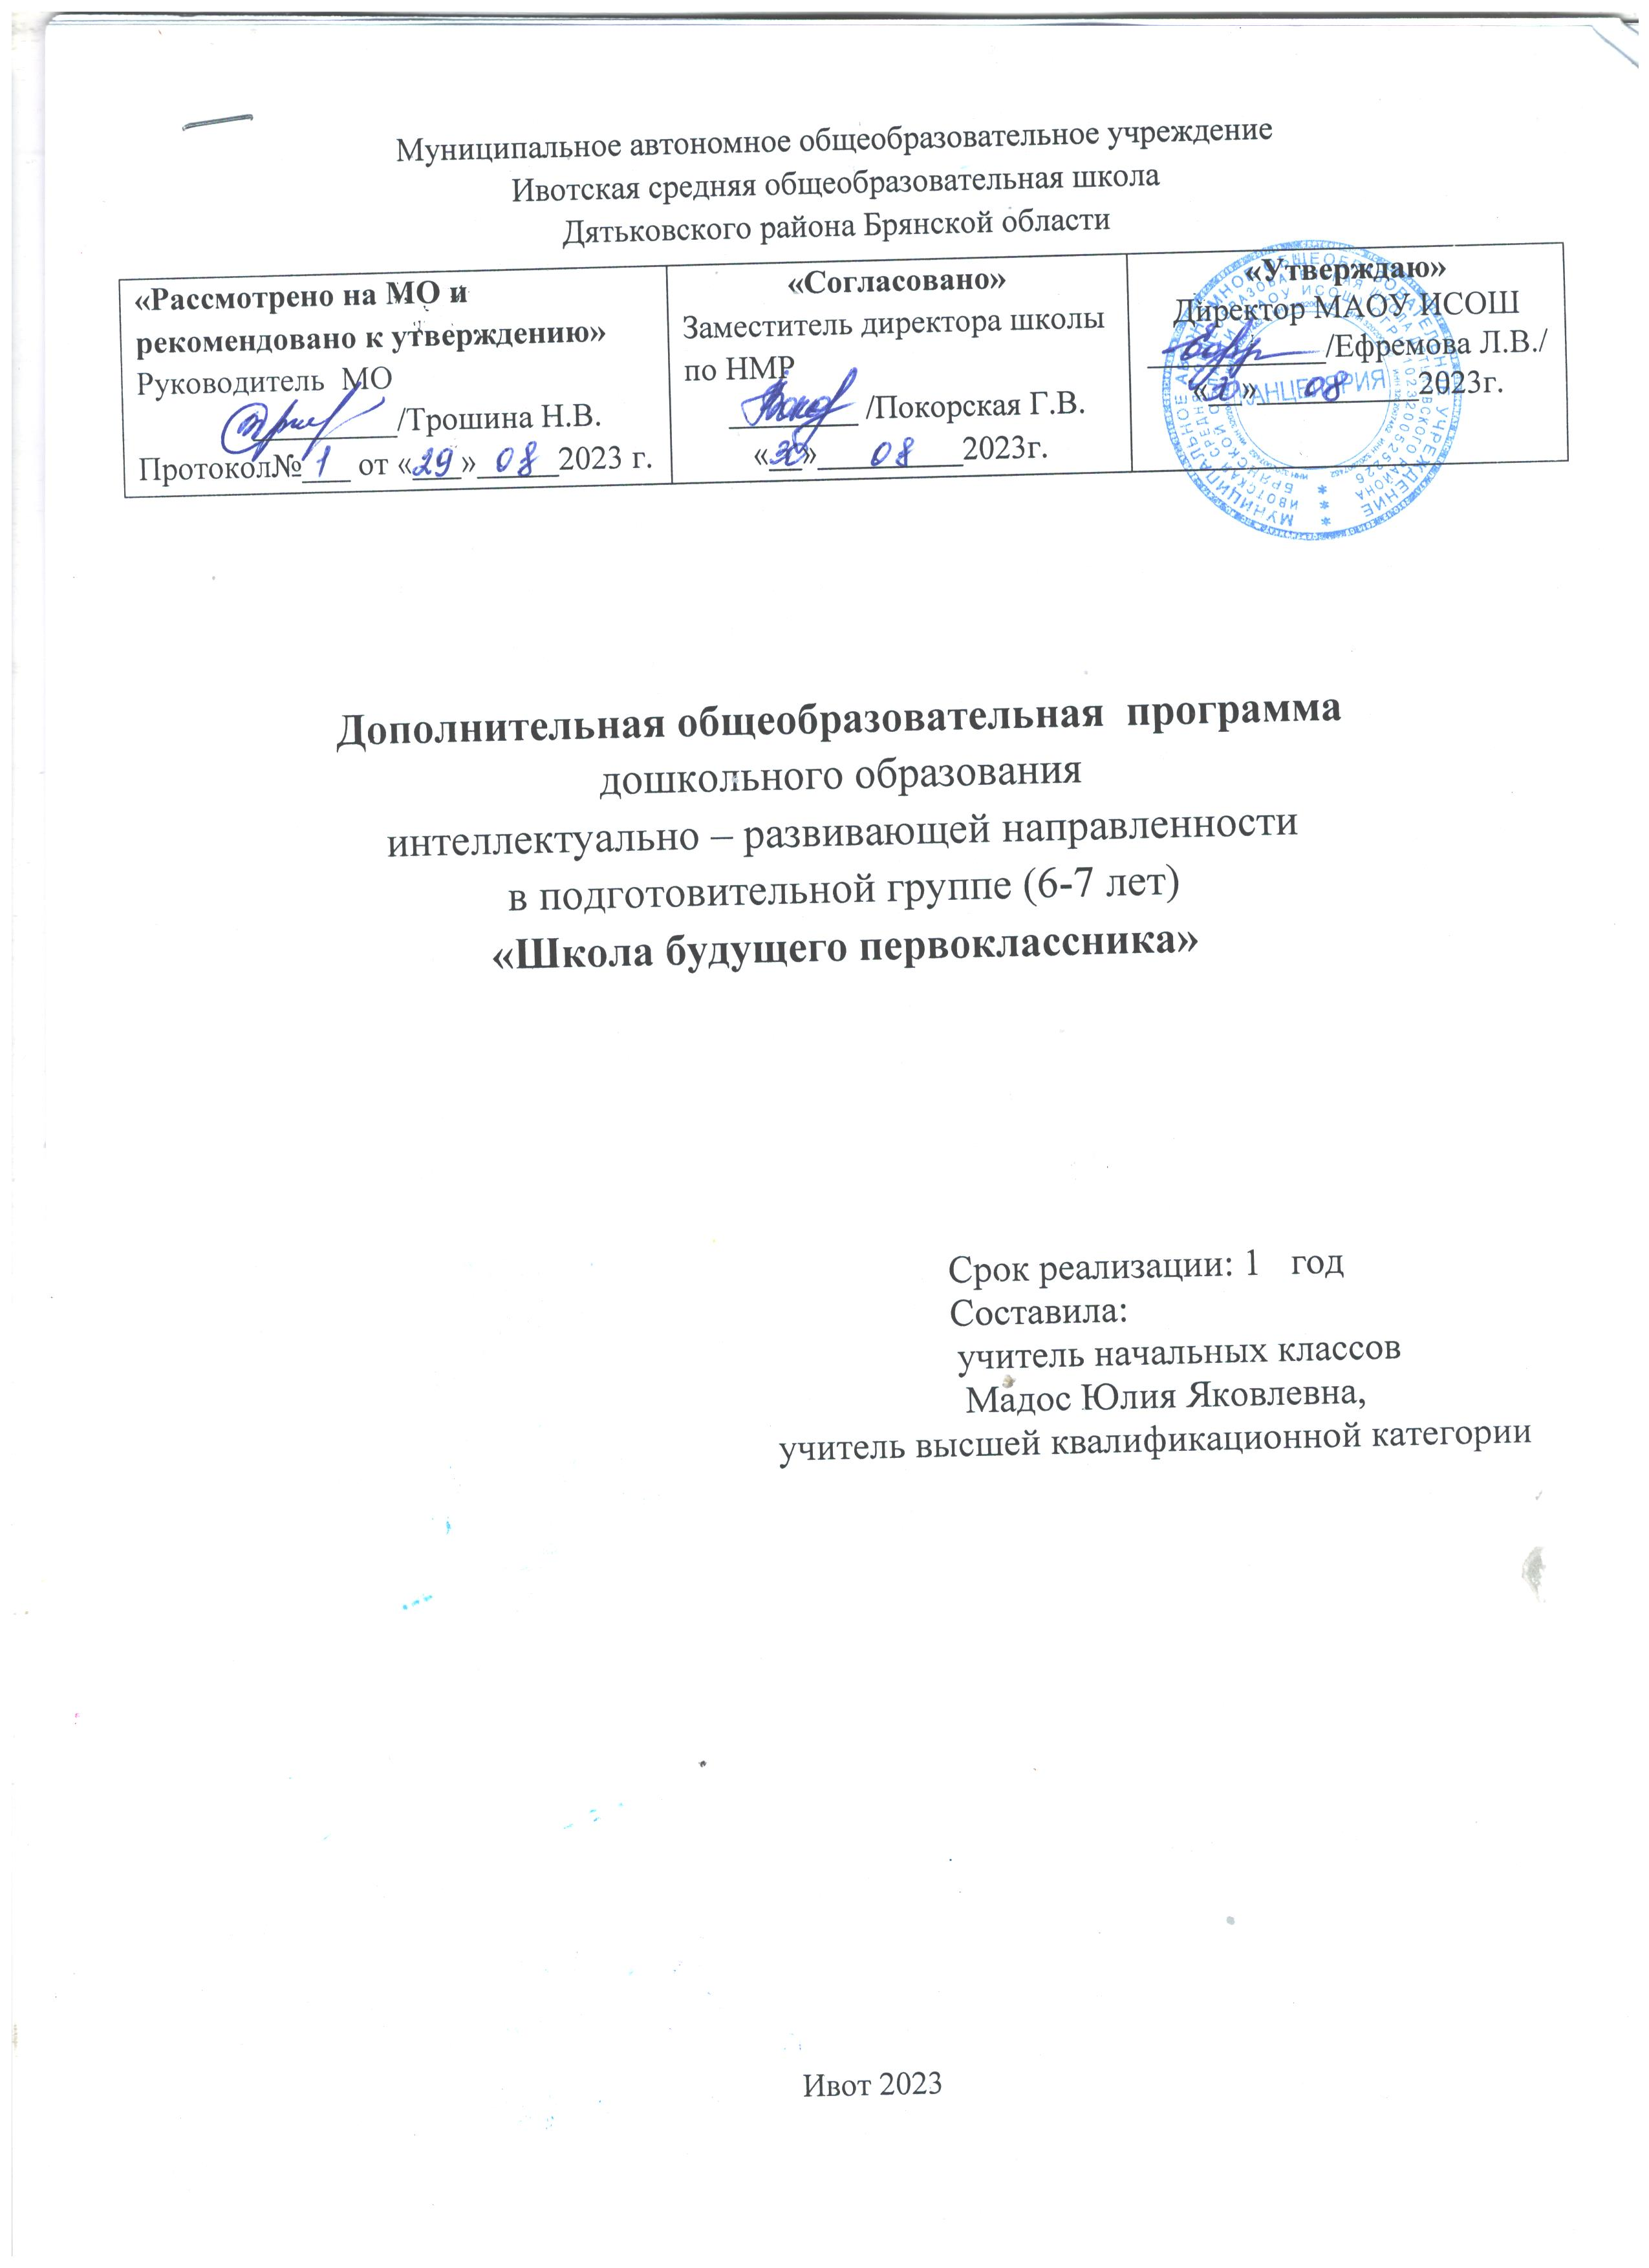 Муниципальное автономное общеобразовательное учреждение
Ивотская средняя общеобразовательная школа
Дятьковского района Брянской области
«Рассмотрено на МО и
рекомендовано к утверждению»
Руководитель МО
/Трошина Н.В.
Протокол№ 1 от «29» 08 2023 г.
«Согласовано»
Заместитель директора школы
по НМР
/Покорская Г.В.
« » 08 2023г.
«Утверждаю»
Директор МАОУ ИСОШ
/Ефремова Л.В./
« » 08 2023г.
КАНЦЕЛЯРИЯ
Дополнительная общеобразовательная программа
дошкольного образования
интеллектуально – развивающей направленности
в подготовительной группе (6-7 лет)
«Школа будущего первоклассника»
Срок реализации: 1 год
Составила:
учитель начальных классов
Мадос Юлия Яковлевна,
учитель высшей квалификационной категории
Ивот 2023